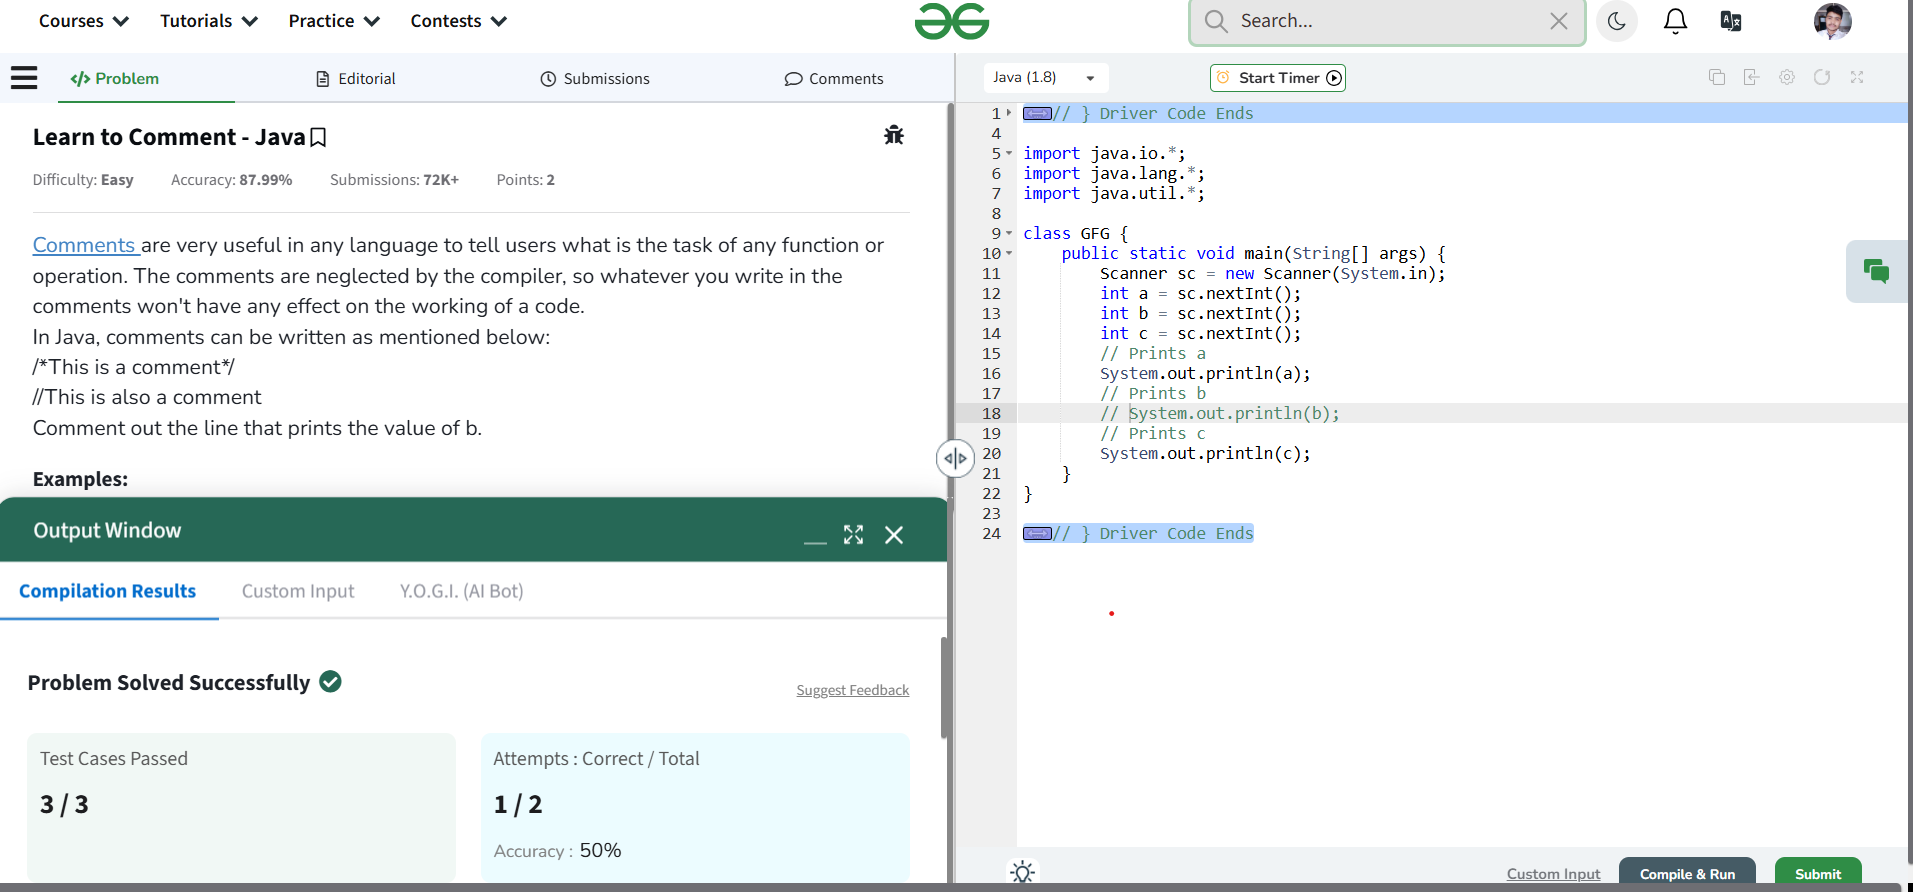 Courses Tutorials Practice Contests
Search...
Problem Editorial Submissions Comments
Java (1.8) Start Timer
Learn to Comment - Java
Difficulty: Easy Accuracy: 87.99% Submissions: 72K+ Points: 2
Comments are very useful in any language to tell users what is the task of any function or
operation. The comments are neglected by the compiler, so whatever you write in the
comments won't have any effect on the working of a code.
In Java, comments can be written as mentioned below:
/*This is a comment*/
//This is also a comment
Comment out the line that prints the value of b.
Examples:
Output Window
Compilation Results Custom Input Y.O.G.I. (AI Bot)
Problem Solved Successfully
Suggest Feedback
Test Cases Passed
3 / 3
Attempts : Correct / Total
1 / 2
Accuracy : 50%
1 // } Driver Code Ends
4
5 import java.io.*;
6 import java.lang.*;
7 import java.util.*;
8
9 class GFG {
10 public static void main(String[] args) {
11 Scanner sc = new Scanner(System.in);
12 int a = sc.nextInt();
13 int b = sc.nextInt();
14 int c = sc.nextInt();
15 // Prints a
16 System.out.println(a);
17 // Prints b
18 // System.out.println(b);
19 // Prints c
20 System.out.println(c);
21 }
22 }
23
24 // } Driver Code Ends
Custom Input Compile & Run Submit